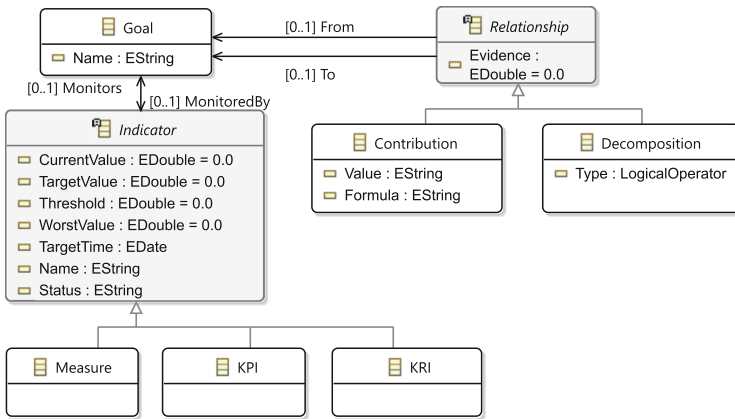 Goal
Name : EString
[0..1] From
[0..1] To
Relationship
Evidence :
EDouble = 0.0
[0..1] Monitors
[0..1] MonitoredBy
Indicator
CurrentValue : EDouble = 0.0
TargetValue : EDouble = 0.0
Threshold : EDouble = 0.0
WorstValue : EDouble = 0.0
TargetTime : EDate
Name : EString
Status : EString
Contribution
Value : EString
Formula : EString
Decomposition
Type : LogicalOperator
Measure
KPI
KRI